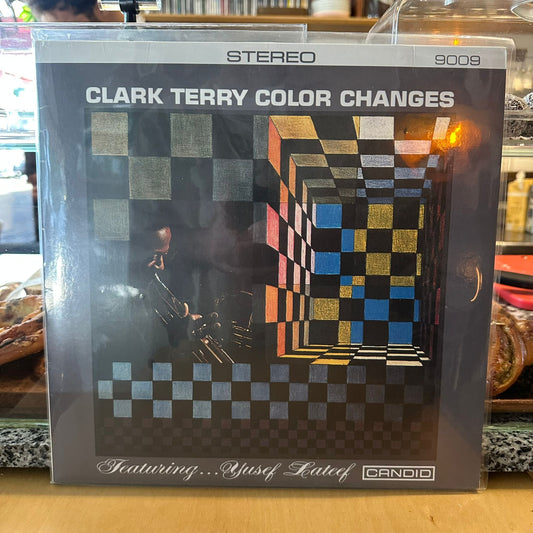 STEREO
9009
CLARK TERRY COLOR CHANGES
Featuring...Yusef Lateef
CANDID